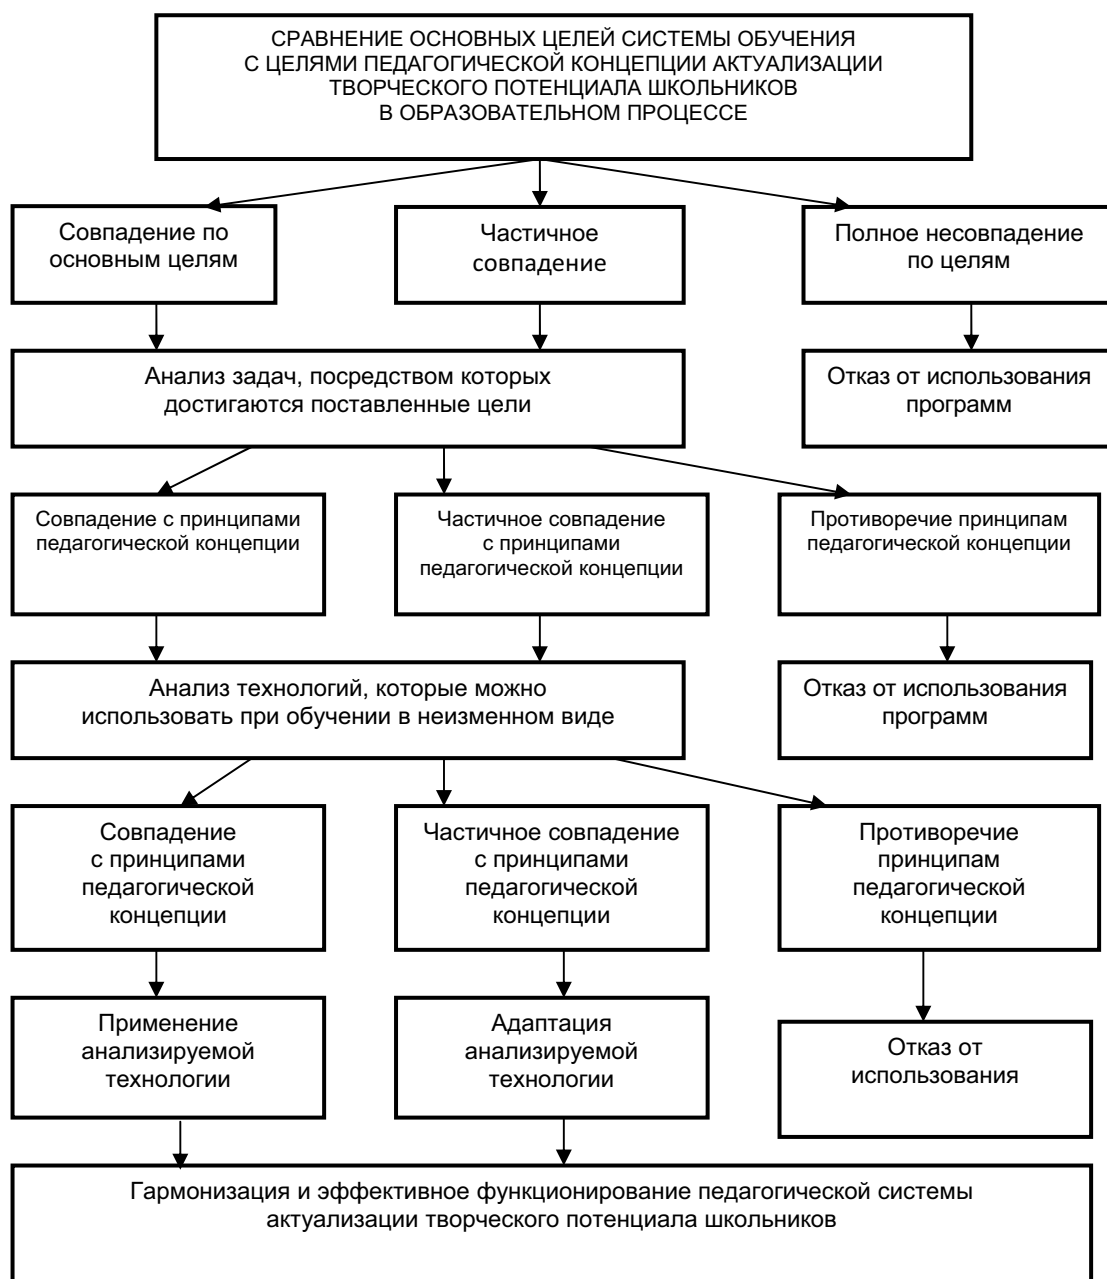 СРАВНЕНИЕ ОСНОВНЫХ ЦЕЛЕЙ СИСТЕМЫ ОБУЧЕНИЯ
С ЦЕЛЯМИ ПЕДАГОГИЧЕСКОЙ КОНЦЕПЦИИ АКТУАЛИЗАЦИИ
ТВОРЧЕСКОГО ПОТЕНЦИАЛА ШКОЛЬНИКОВ
В ОБРАЗОВАТЕЛЬНОМ ПРОЦЕССЕ
Совпадение по
основным целям
Частичное
совпадение
Полное несовпадение
по целям
Анализ задач, посредством которых
достигаются поставленные цели
Отказ от использования
программ
Совпадение с принципами
педагогической концепции
Частичное совпадение
с принципами
педагогической концепции
Противоречие принципам
педагогической концепции
Анализ технологий, которые можно
использовать при обучении в неизменном виде
Отказ от использования
программ
Совпадение
с принципами
педагогической
концепции
Частичное совпадение
с принципами
педагогической
концепции
Противоречие
принципам
педагогической
концепции
Применение
анализируемой
технологии
Адаптация
анализируемой
технологии
Отказ от
использования
Гармонизация и эффективное функционирование педагогической системы
актуализации творческого потенциала школьников